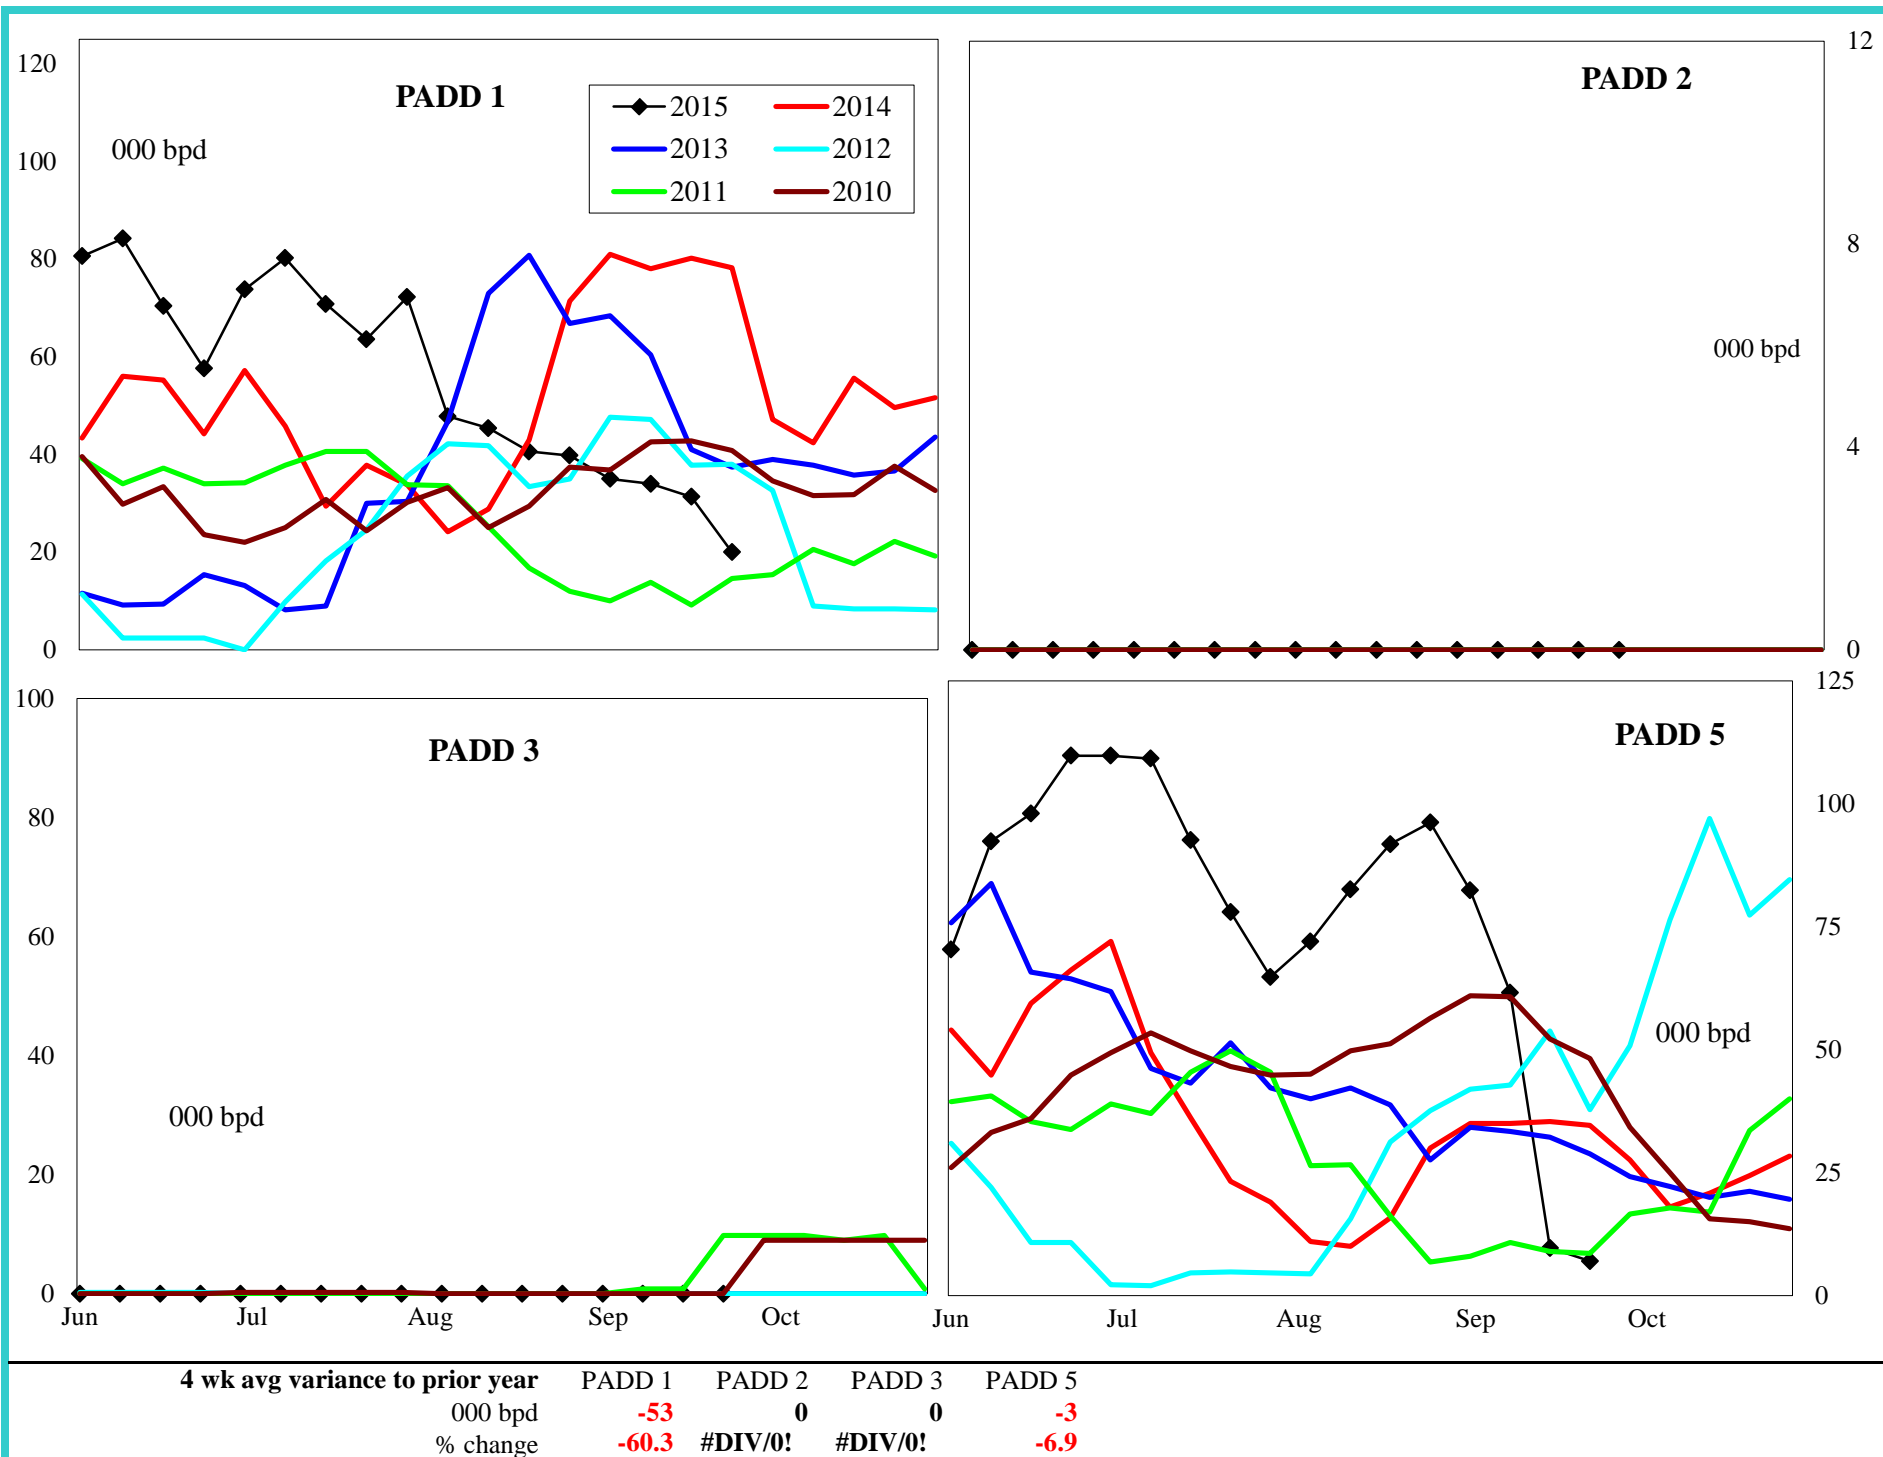 PADD 1
000 bpd
2015 2014
2013 2012
2011 2010
120
100
80
60
40
20
0
PADD 2
000 bpd
12
8
4
0
PADD 3
000 bpd
100
80
60
40
20
0
Jun Jul Aug Sep Oct
PADD 5
000 bpd
125
100
75
50
25
0
Jun Jul Aug Sep Oct
4 wk avg variance to prior year PADD 1 PADD 2 PADD 3 PADD 5
000 bpd -53 0 0 -3
% change -60.3 #DIV/0! #DIV/0! -6.9